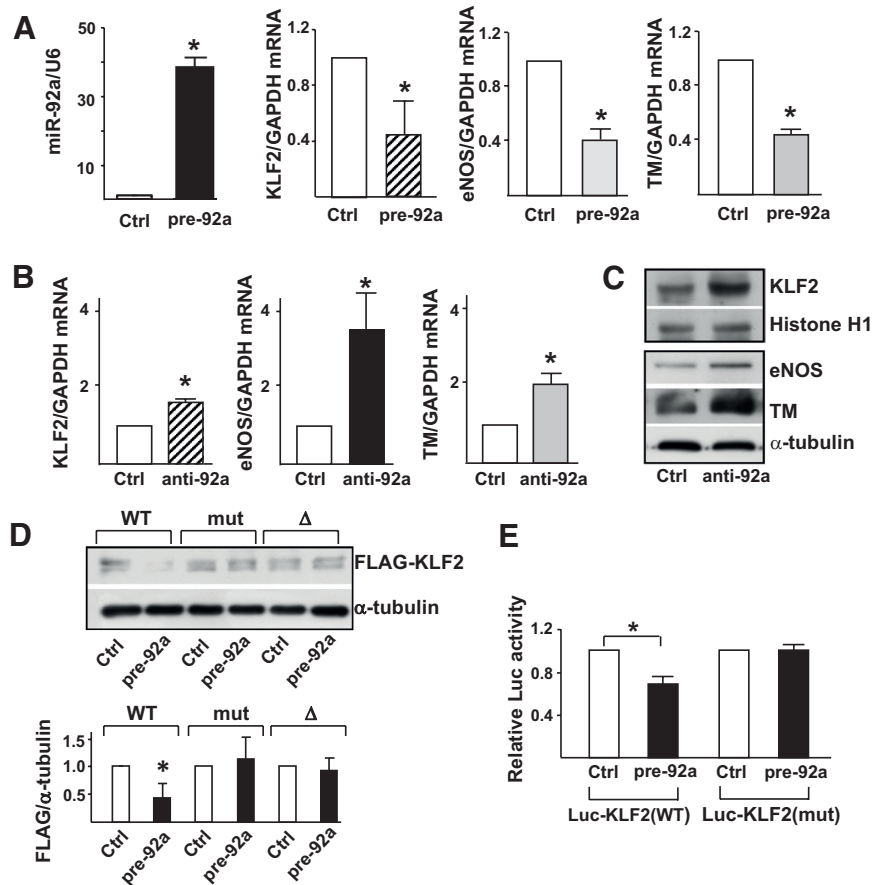 A
miR-92a/U6
50
30
10
Ctrl pre-92a
KLF2/GAPDH mRNA
1.2
0.4
*
Ctrl pre-92a
eNOS/GAPDH mRNA
1.2
0.4
*
Ctrl pre-92a
TM/GAPDH mRNA
1.2
0.4
*
Ctrl pre-92a
*
B
KLF2/GAPDH mRNA
4
2
*
Ctrl anti-92a
eNOS/GAPDH mRNA
4
2
*
Ctrl anti-92a
TM/GAPDH mRNA
4
2
*
Ctrl anti-92a
C
KLF2
Histone H1
eNOS
TM
α-tubulin
Ctrl anti-92a
D
WT mut Δ
FLAG-KLF2
α-tubulin
Ctrl pre-92a Ctrl pre-92a Ctrl pre-92a
WT mut Δ
FLAG/α-tubulin
1.5
1.0
0.5
*
Ctrl pre-92a Ctrl pre-92a Ctrl pre-92a
E
Relative Luc activity
1.2
0.8
0.4
*
Ctrl pre-92a Ctrl pre-92a
Luc-KLF2(WT) Luc-KLF2(mut)